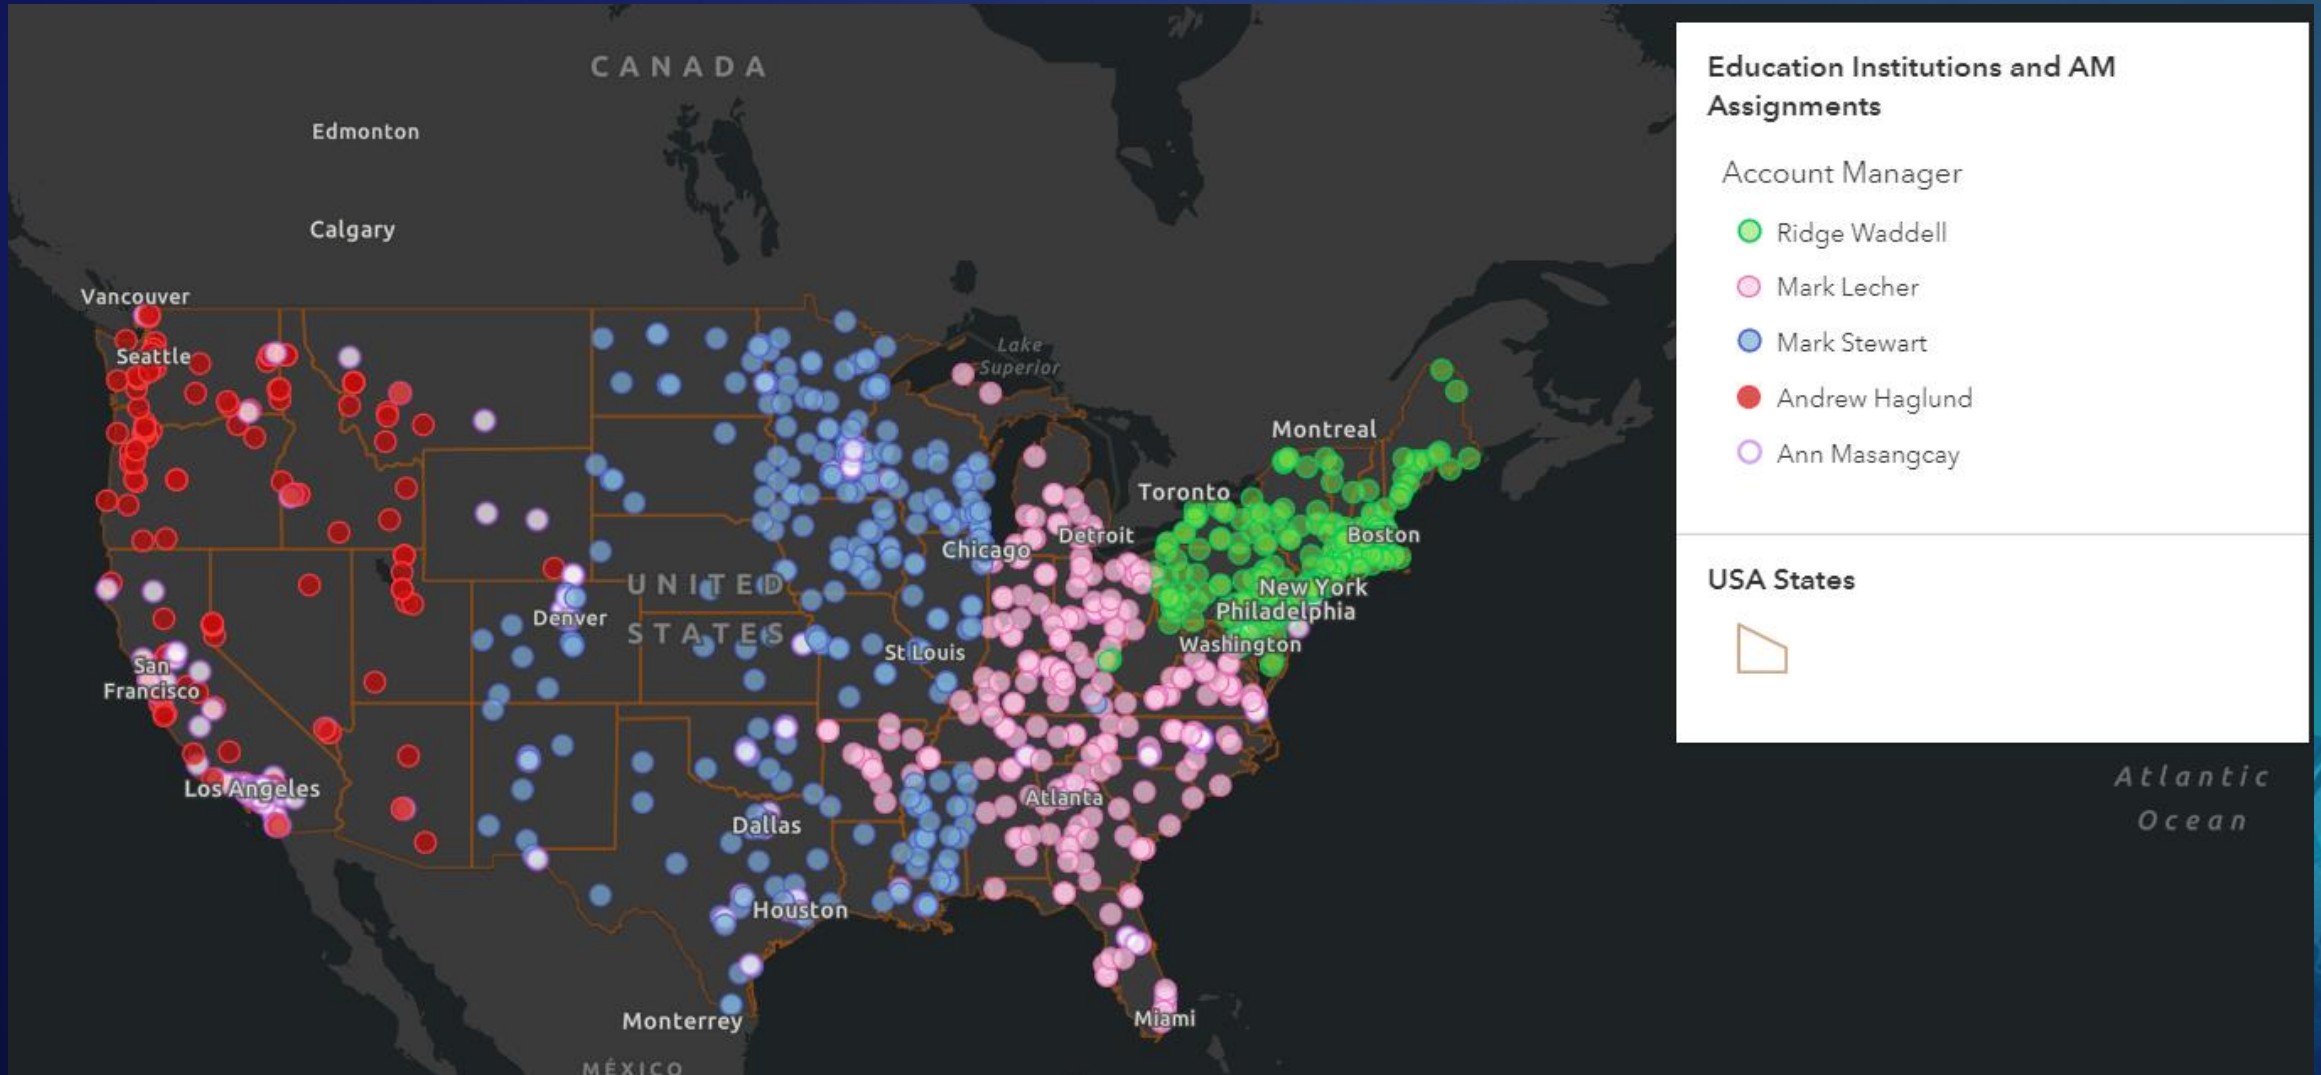 CANADA
Edmonton
Calgary
Vancouver
Seattle
Lake
Superior
Montreal
Toronto
Detroit
Boston
Chicago
UNITED
STATES
New York
Philadelphia
Denver
Washington
St Louis
San
Francisco
Los Angeles
Atlanta
Dallas
Houston
Monterrey
Miami
MÉXICO
Atlantic
Ocean
Education Institutions and AM
Assignments
Account Manager
Ridge Waddell
Mark Lecher
Mark Stewart
Andrew Haglund
Ann Masangcay
USA States